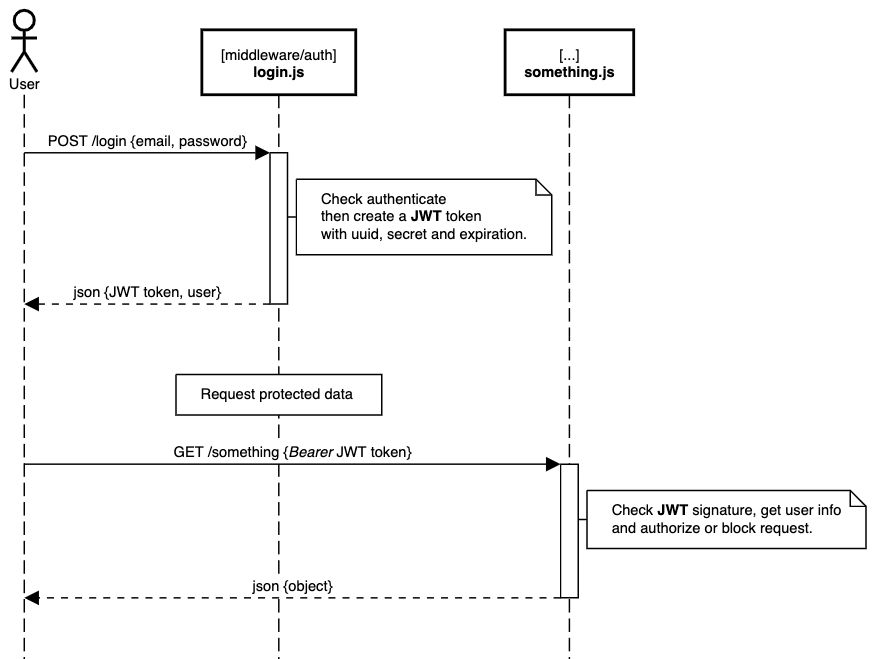 User
[middleware/auth]
login.js
[...]
something.js
POST /login {email, password}
Check authenticate
then create a JWT token
with uuid, secret and expiration.
json {JWT token, user}
Request protected data
GET /something {Bearer JWT token}
Check JWT signature, get user info
and authorize or block request.
json {object}